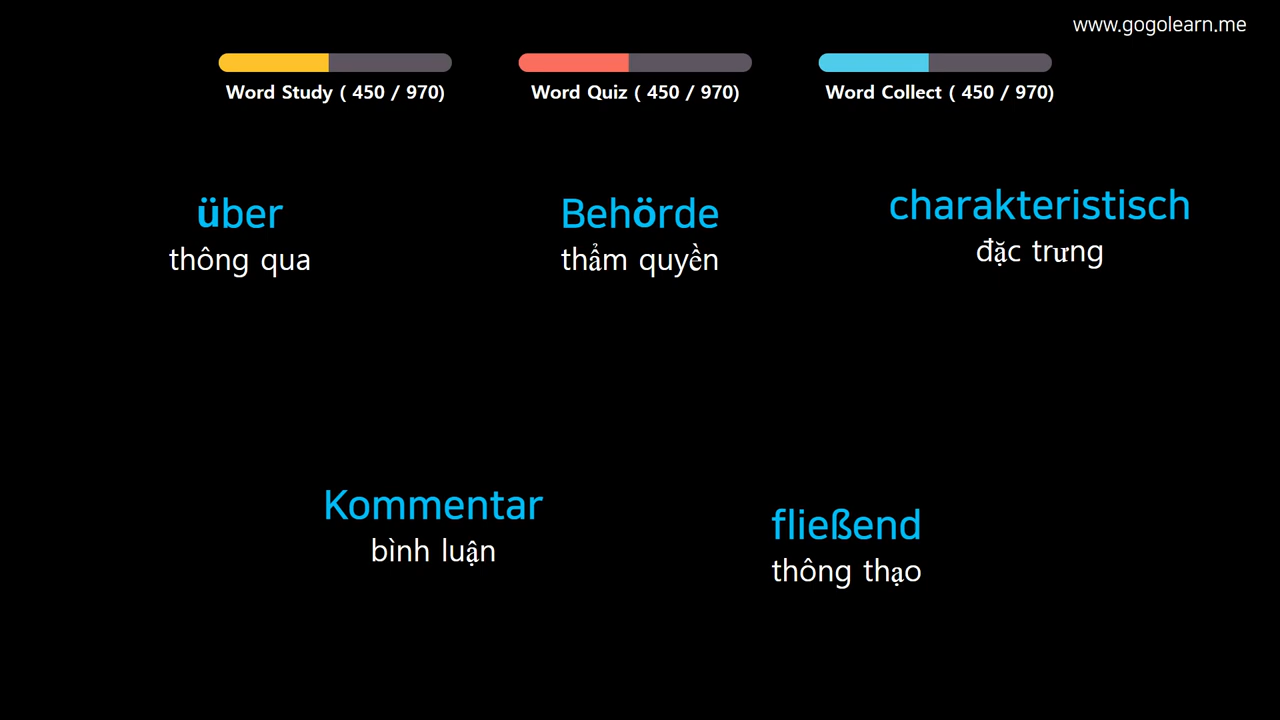 www.gogolearn.me
Word Study ( 450 / 970)
Word Quiz ( 450 / 970)
Word Collect ( 450 / 970)
über
thông qua
Behörde
thẩm quyền
charakteristisch
đặc trưng
Kommentar
bình luận
fließend
thông thạo